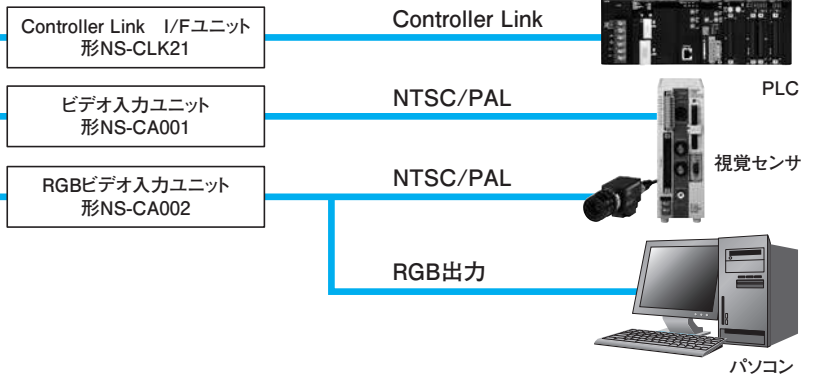 Controller Link I/Fユニット
形NS-CLK21
Controller Link
PLC
ビデオ入力ユニット
形NS-CA001
NTSC/PAL
視覚センサ
RGBビデオ入力ユニット
形NS-CA002
NTSC/PAL
RGB出力
パソコン